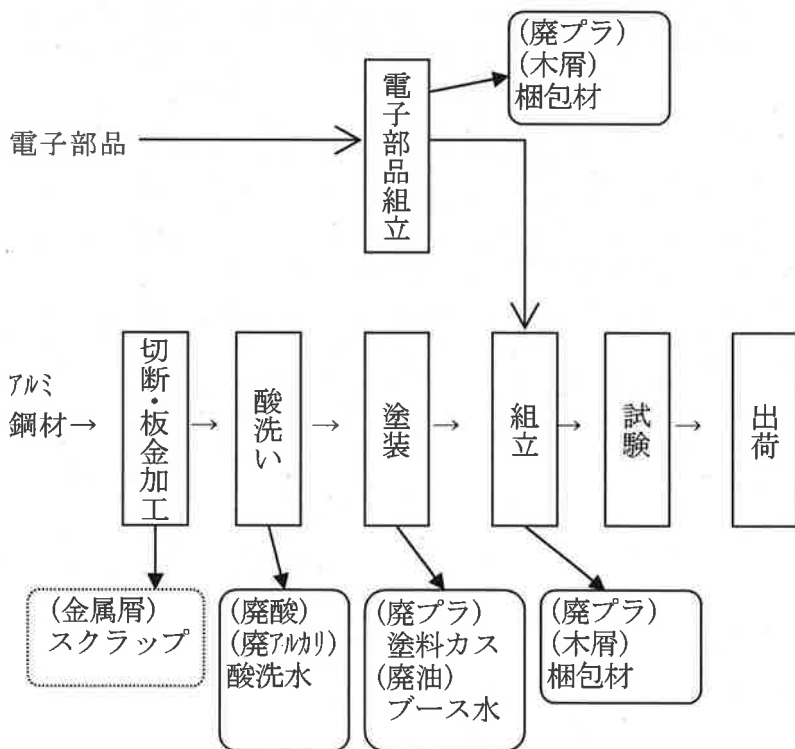 (廃プラ)
(木屑)
梱包材
電子部品組立
電子部品
アルミ
鋼材→
切断・板金加工
→
酸洗い
→
塗装
→
組立
→
試験
→
出荷
(金属屑)
スクラップ
(廃酸)
(廃アルカリ)
酸洗水
(廃プラ)
塗料カス
(廃油)
ブース水
(廃プラ)
(木屑)
梱包材